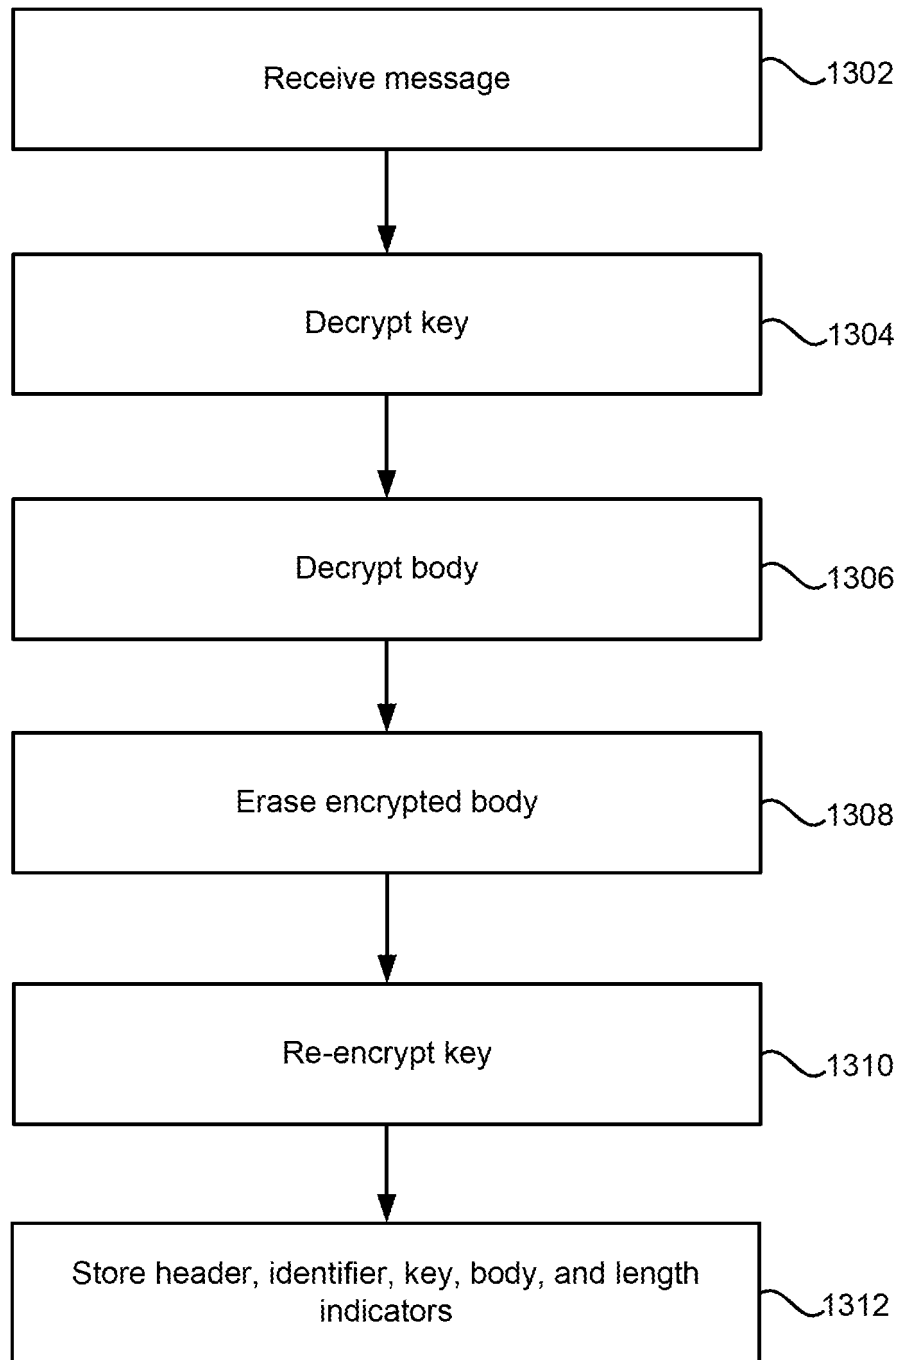 Receive message
1302
Decrypt key
1304
Decrypt body
1306
Erase encrypted body
1308
Re-encrypt key
1310
Store header, identifier, key, body, and length
indicators
1312